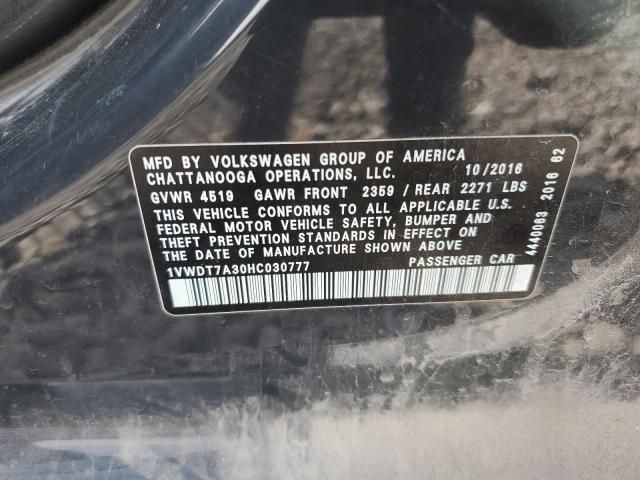 MFD BY VOLKSWAGEN GROUP OF AMERICA
CHATTANOOGA OPERATIONS, LLC. 10/2016
GVWR 4519 GAWR FRONT 2359 / REAR 2271 LBS
THIS VEHICLE CONFORMS TO ALL APPLICABLE U.S.
FEDERAL MOTOR VEHICLE SAFETY, BUMPER AND
THEFT PREVENTION STANDARDS IN EFFECT ON
THE DATE OF MANUFACTURE SHOWN ABOVE
1VWDT7A30HC030777 PASSENGER CAR
4440063 2016 62